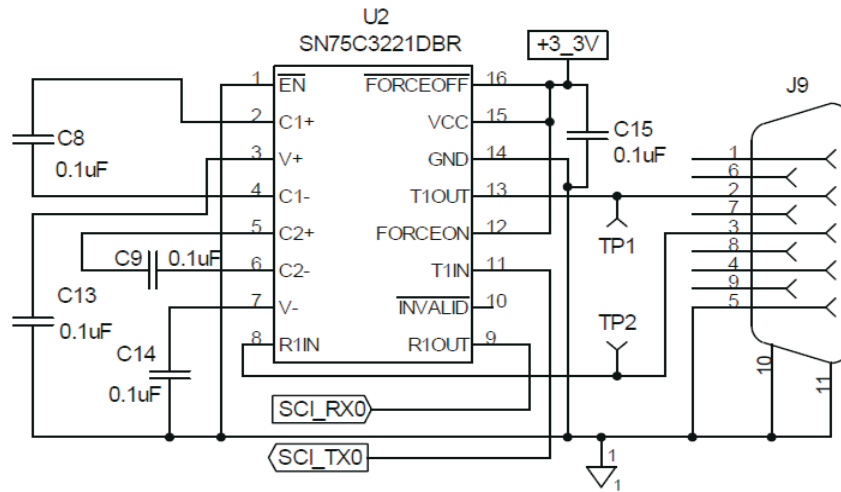 U2
SN75C3221DBR
+3_3V
J9
1 EN FORCEOFF 16
2 C1+ VCC 15
3 V+ GND 14
4 C1- T1OUT 13
5 C2+ FORCEON 12
6 C2- T1IN 11
7 V- INVALID 10
8 R1IN R1OUT 9
C8
0.1uF
C9 0.1uF
C13
0.1uF
C14
0.1uF
C15
0.1uF
TP1
TP2
1
6
2
7
3
8
4
9
5
10
11
SCI_RX0
SCI_TX0
1
1